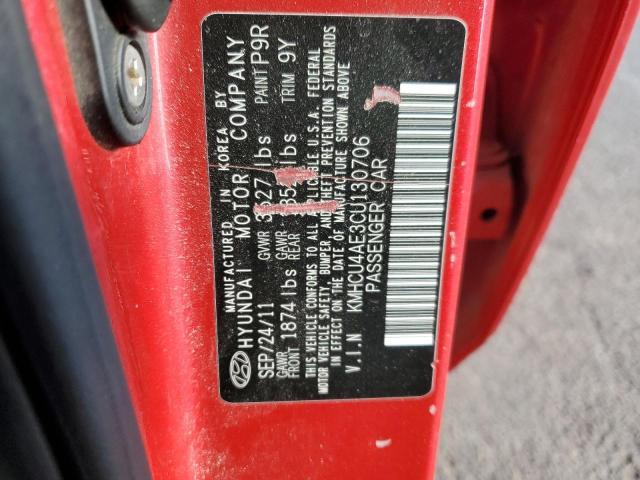 MANUFACTURED IN KOREA BY
HYUNDAI MOTOR COMPANY
SEP/24/11 GVWR lbs PAINT P9R
GAWR FRONT 1874 lbs GAWR REAR lbs TRIM 9Y
THIS VEHICLE CONFORMS TO ALL APPLICABLE U.S.A. FEDERAL
MOTOR VEHICLE SAFETY, BUMPER, AND THEFT PREVENTION STANDARDS
IN EFFECT ON THE DATE OF MANUFACTURE SHOWN ABOVE
V.I.N KMHCU4AE3CU130706
PASSENGER CAR